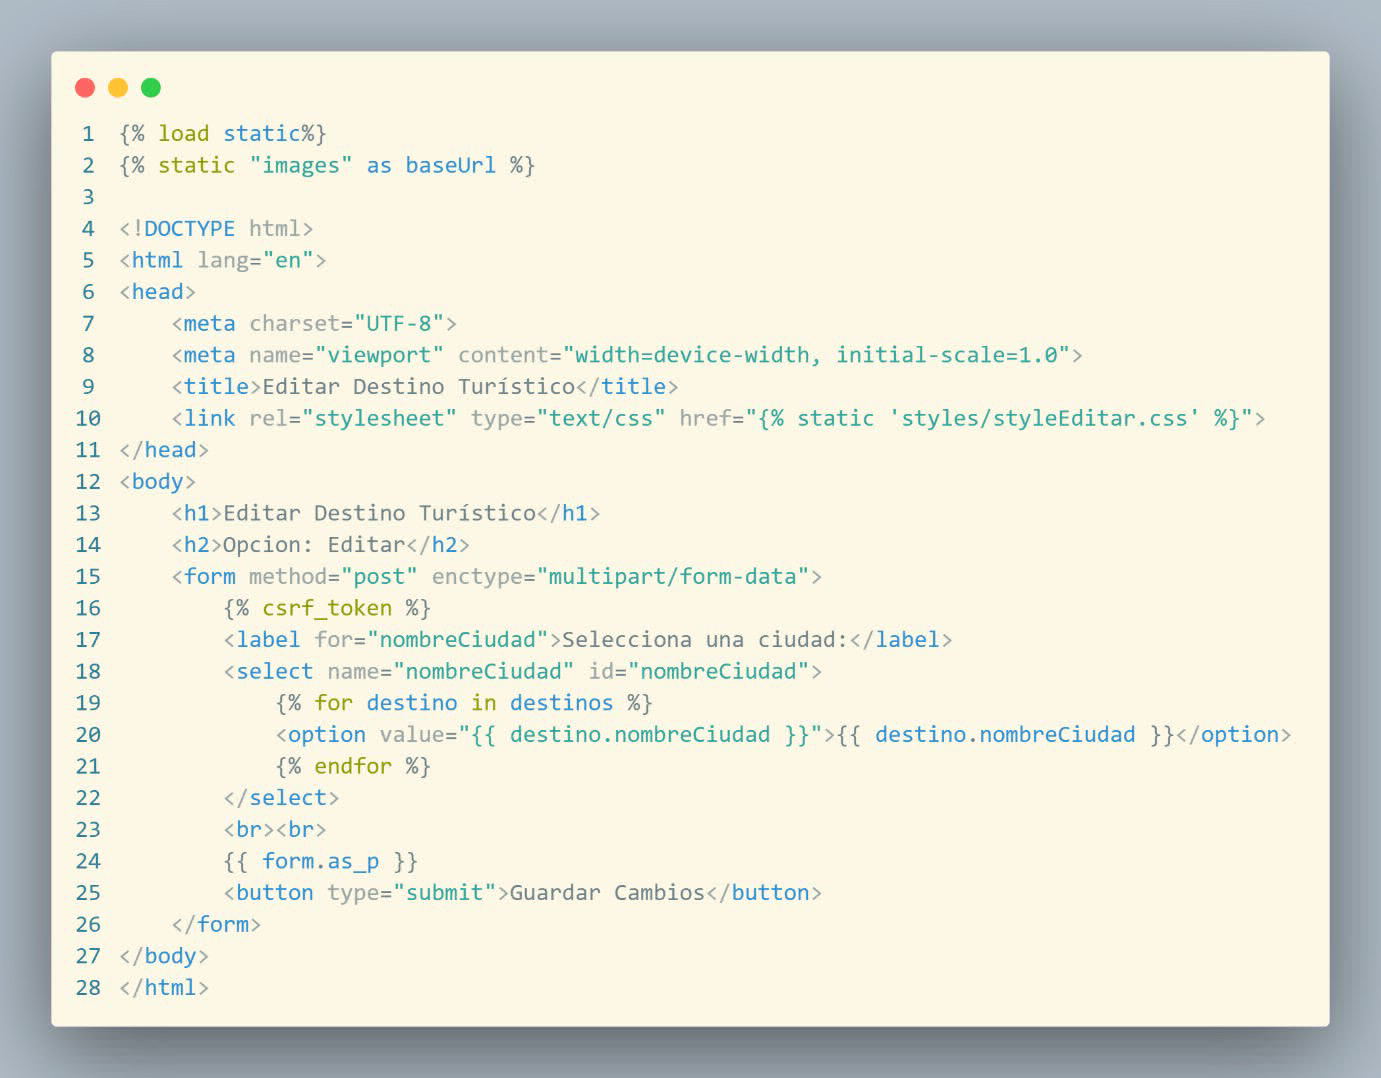 1 {% load static%}
2 {% static "images" as baseUrl %}
3
4 <!DOCTYPE html>
5 <html lang="en">
6 <head>
7     <meta charset="UTF-8">
8     <meta name="viewport" content="width=device-width, initial-scale=1.0">
9     <title>Editar Destino Turístico</title>
10     <link rel="stylesheet" type="text/css" href="{% static 'styles/styleEditar.css' %}">
11 </head>
12 <body>
13     <h1>Editar Destino Turístico</h1>
14     <h2>Opcion: Editar</h2>
15     <form method="post" enctype="multipart/form-data">
16         {% csrf_token %}
17         <label for="nombreCiudad">Selecciona una ciudad:</label>
18         <select name="nombreCiudad" id="nombreCiudad">
19             {% for destino in destinos %}
20             <option value="{{ destino.nombreCiudad }}">{{ destino.nombreCiudad }}</option>
21             {% endfor %}
22         </select>
23         <br><br>
24         {{ form.as_p }}
25         <button type="submit">Guardar Cambios</button>
26     </form>
27 </body>
28 </html>